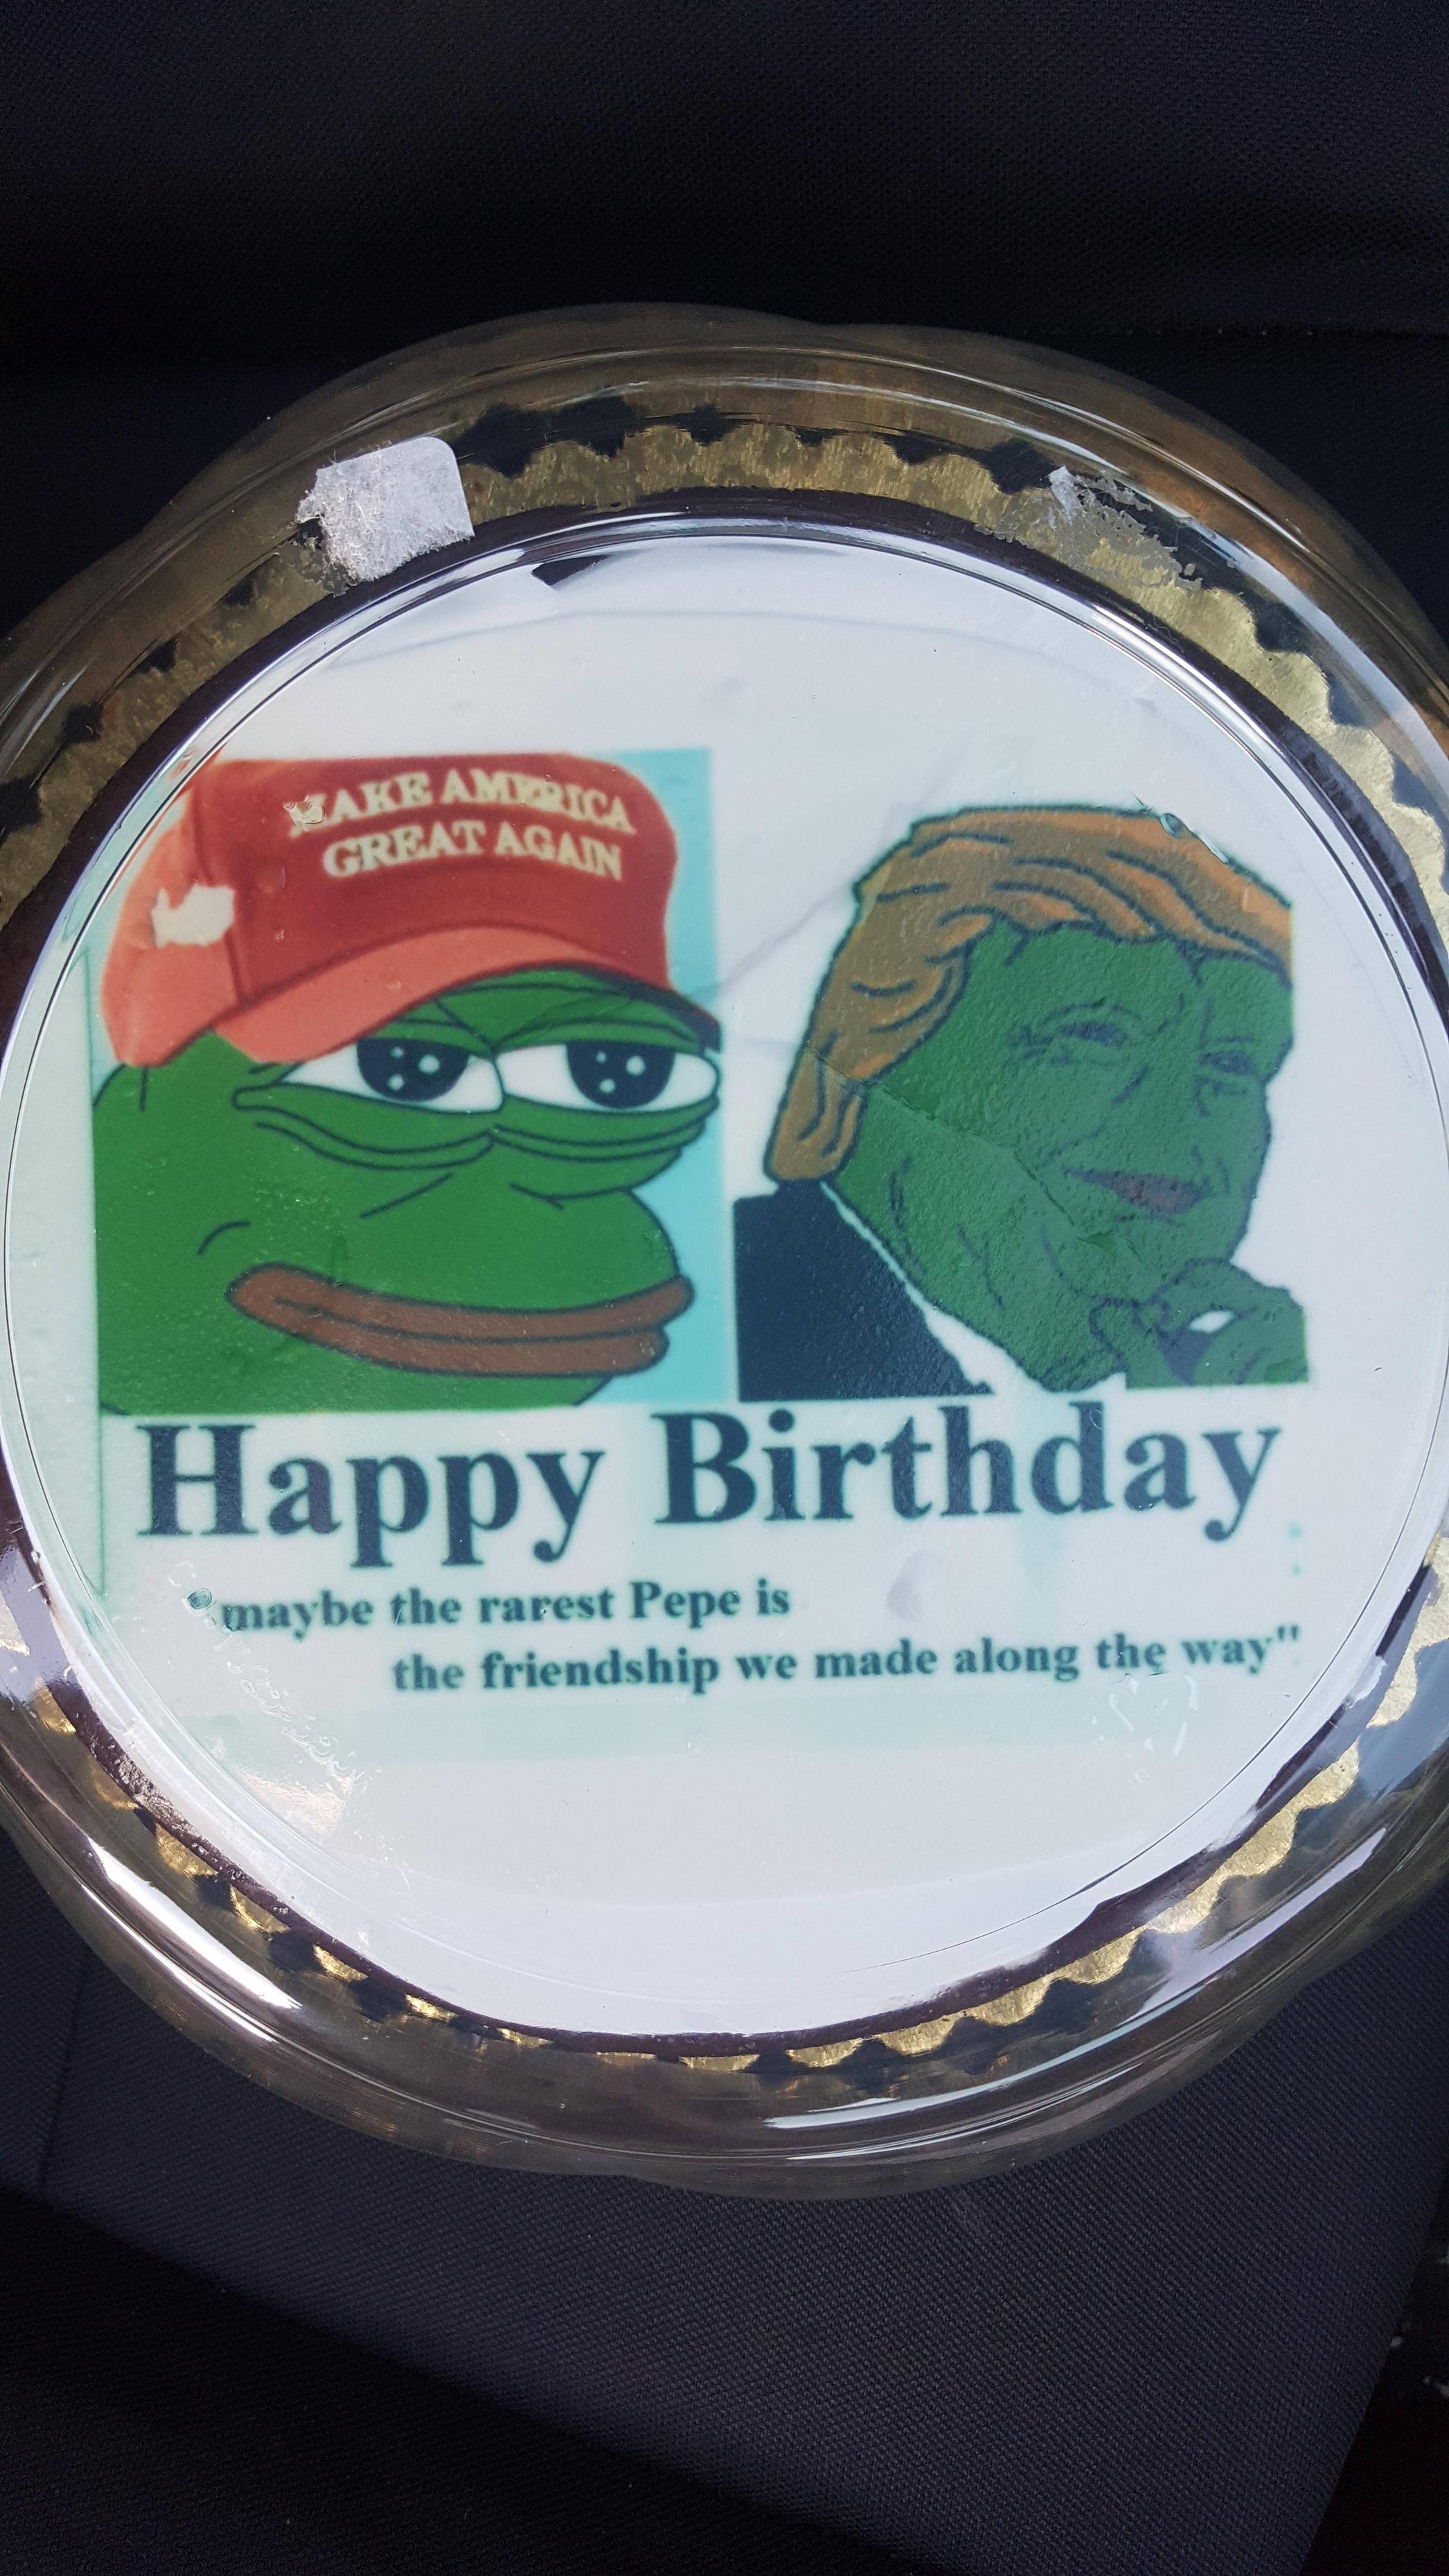 MAKE AMERICA
GREAT AGAIN
Happy Birthday
"maybe the rarest Pepe is
the friendship we made along the way"